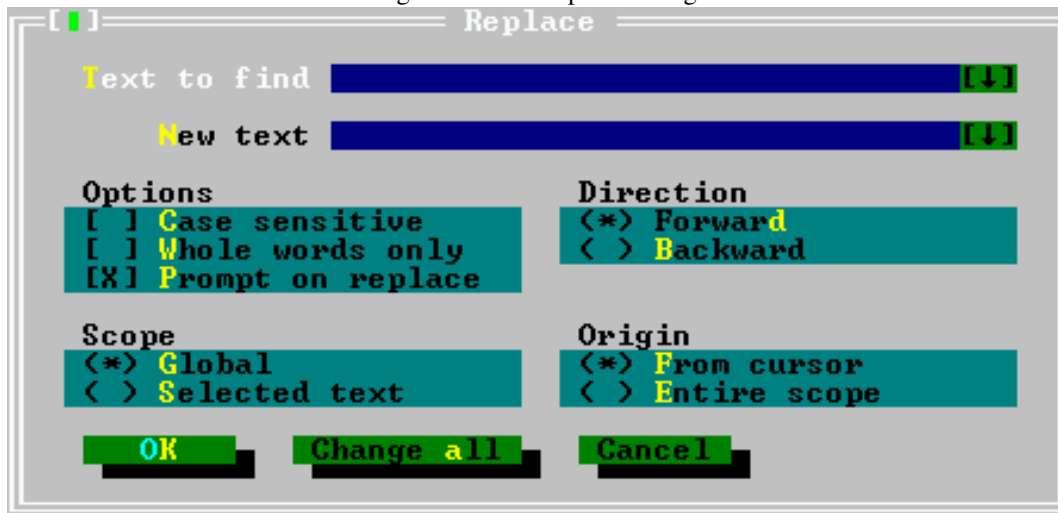 [▮] Replace
Text to find [↓]
New text [↓]
Options Direction
[ ] Case sensitive (*) Forward
[ ] Whole words only ( ) Backward
[X] Prompt on replace
Scope Origin
(*) Global (*) From cursor
( ) Selected text ( ) Entire scope
OK Change all Cancel